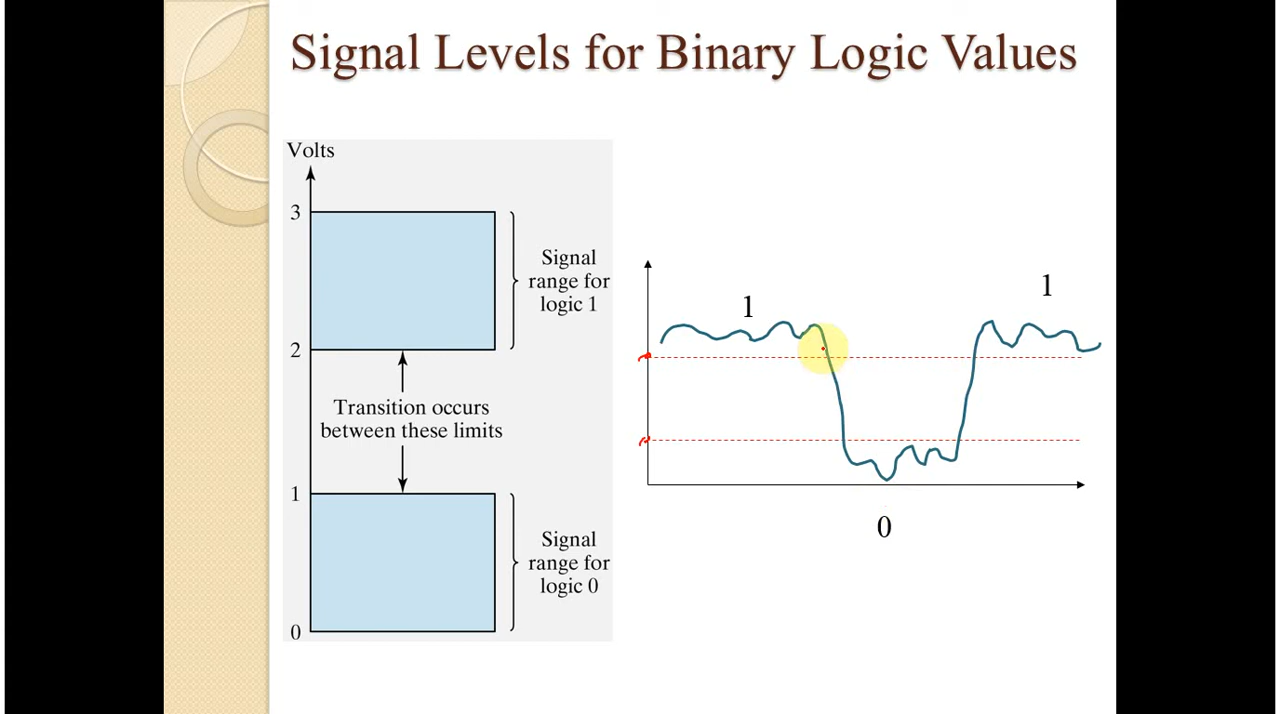 Signal Levels for Binary Logic Values
Volts
3
Signal
range for
logic 1
2
Transition occurs
between these limits
1
Signal
range for
logic 0
0
1
1
0